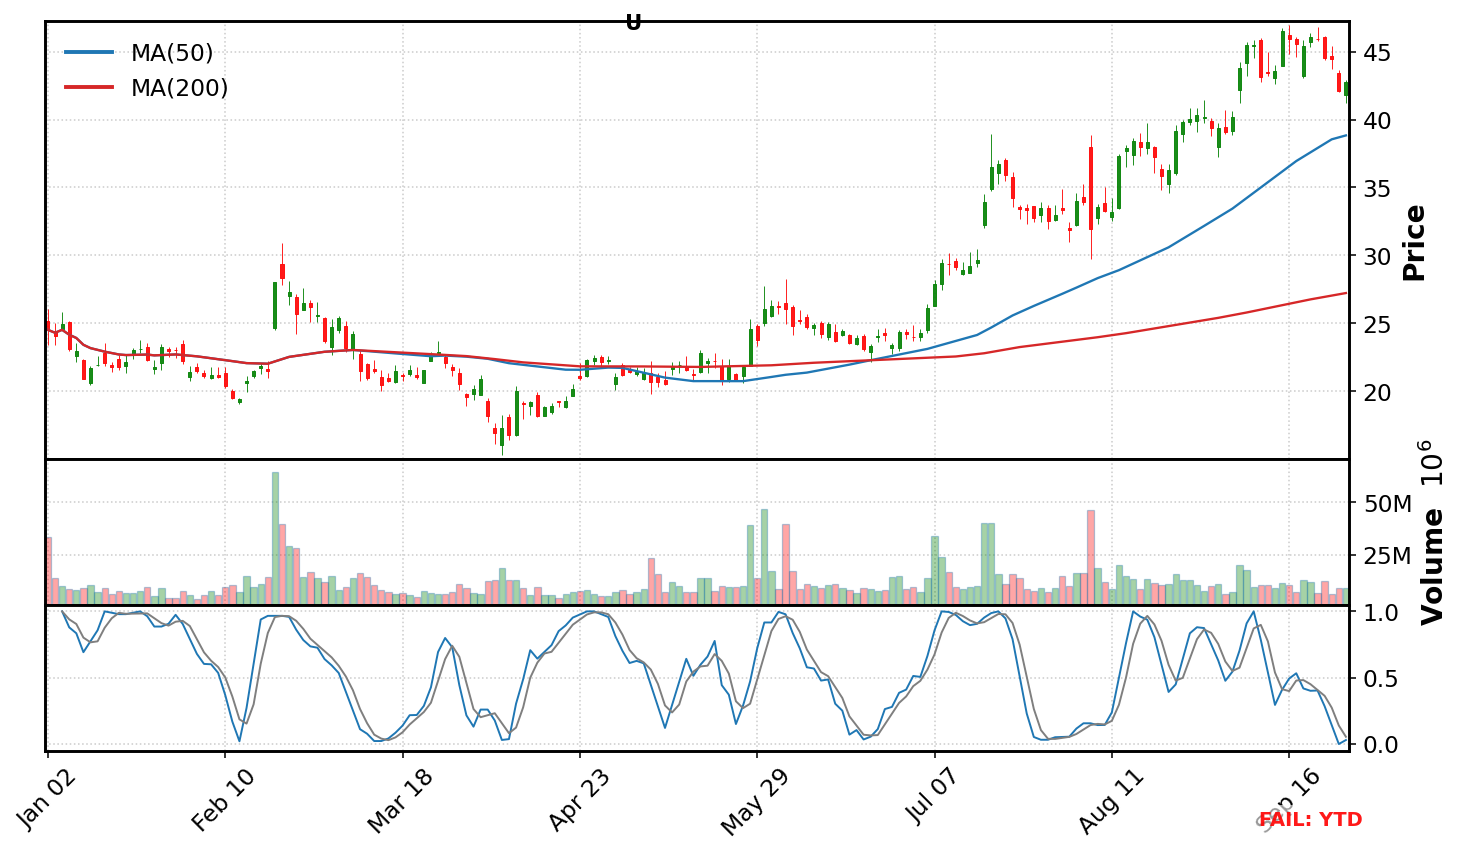 U
MA(50)
MA(200)
45
40
35
30
25
20
Price
50M
25M
Volume 10^6
1.0
0.5
0.0
Jan 02
Feb 10
Mar 18
Apr 23
May 29
Jul 07
Aug 11
Sep 16
FAIL: YTD